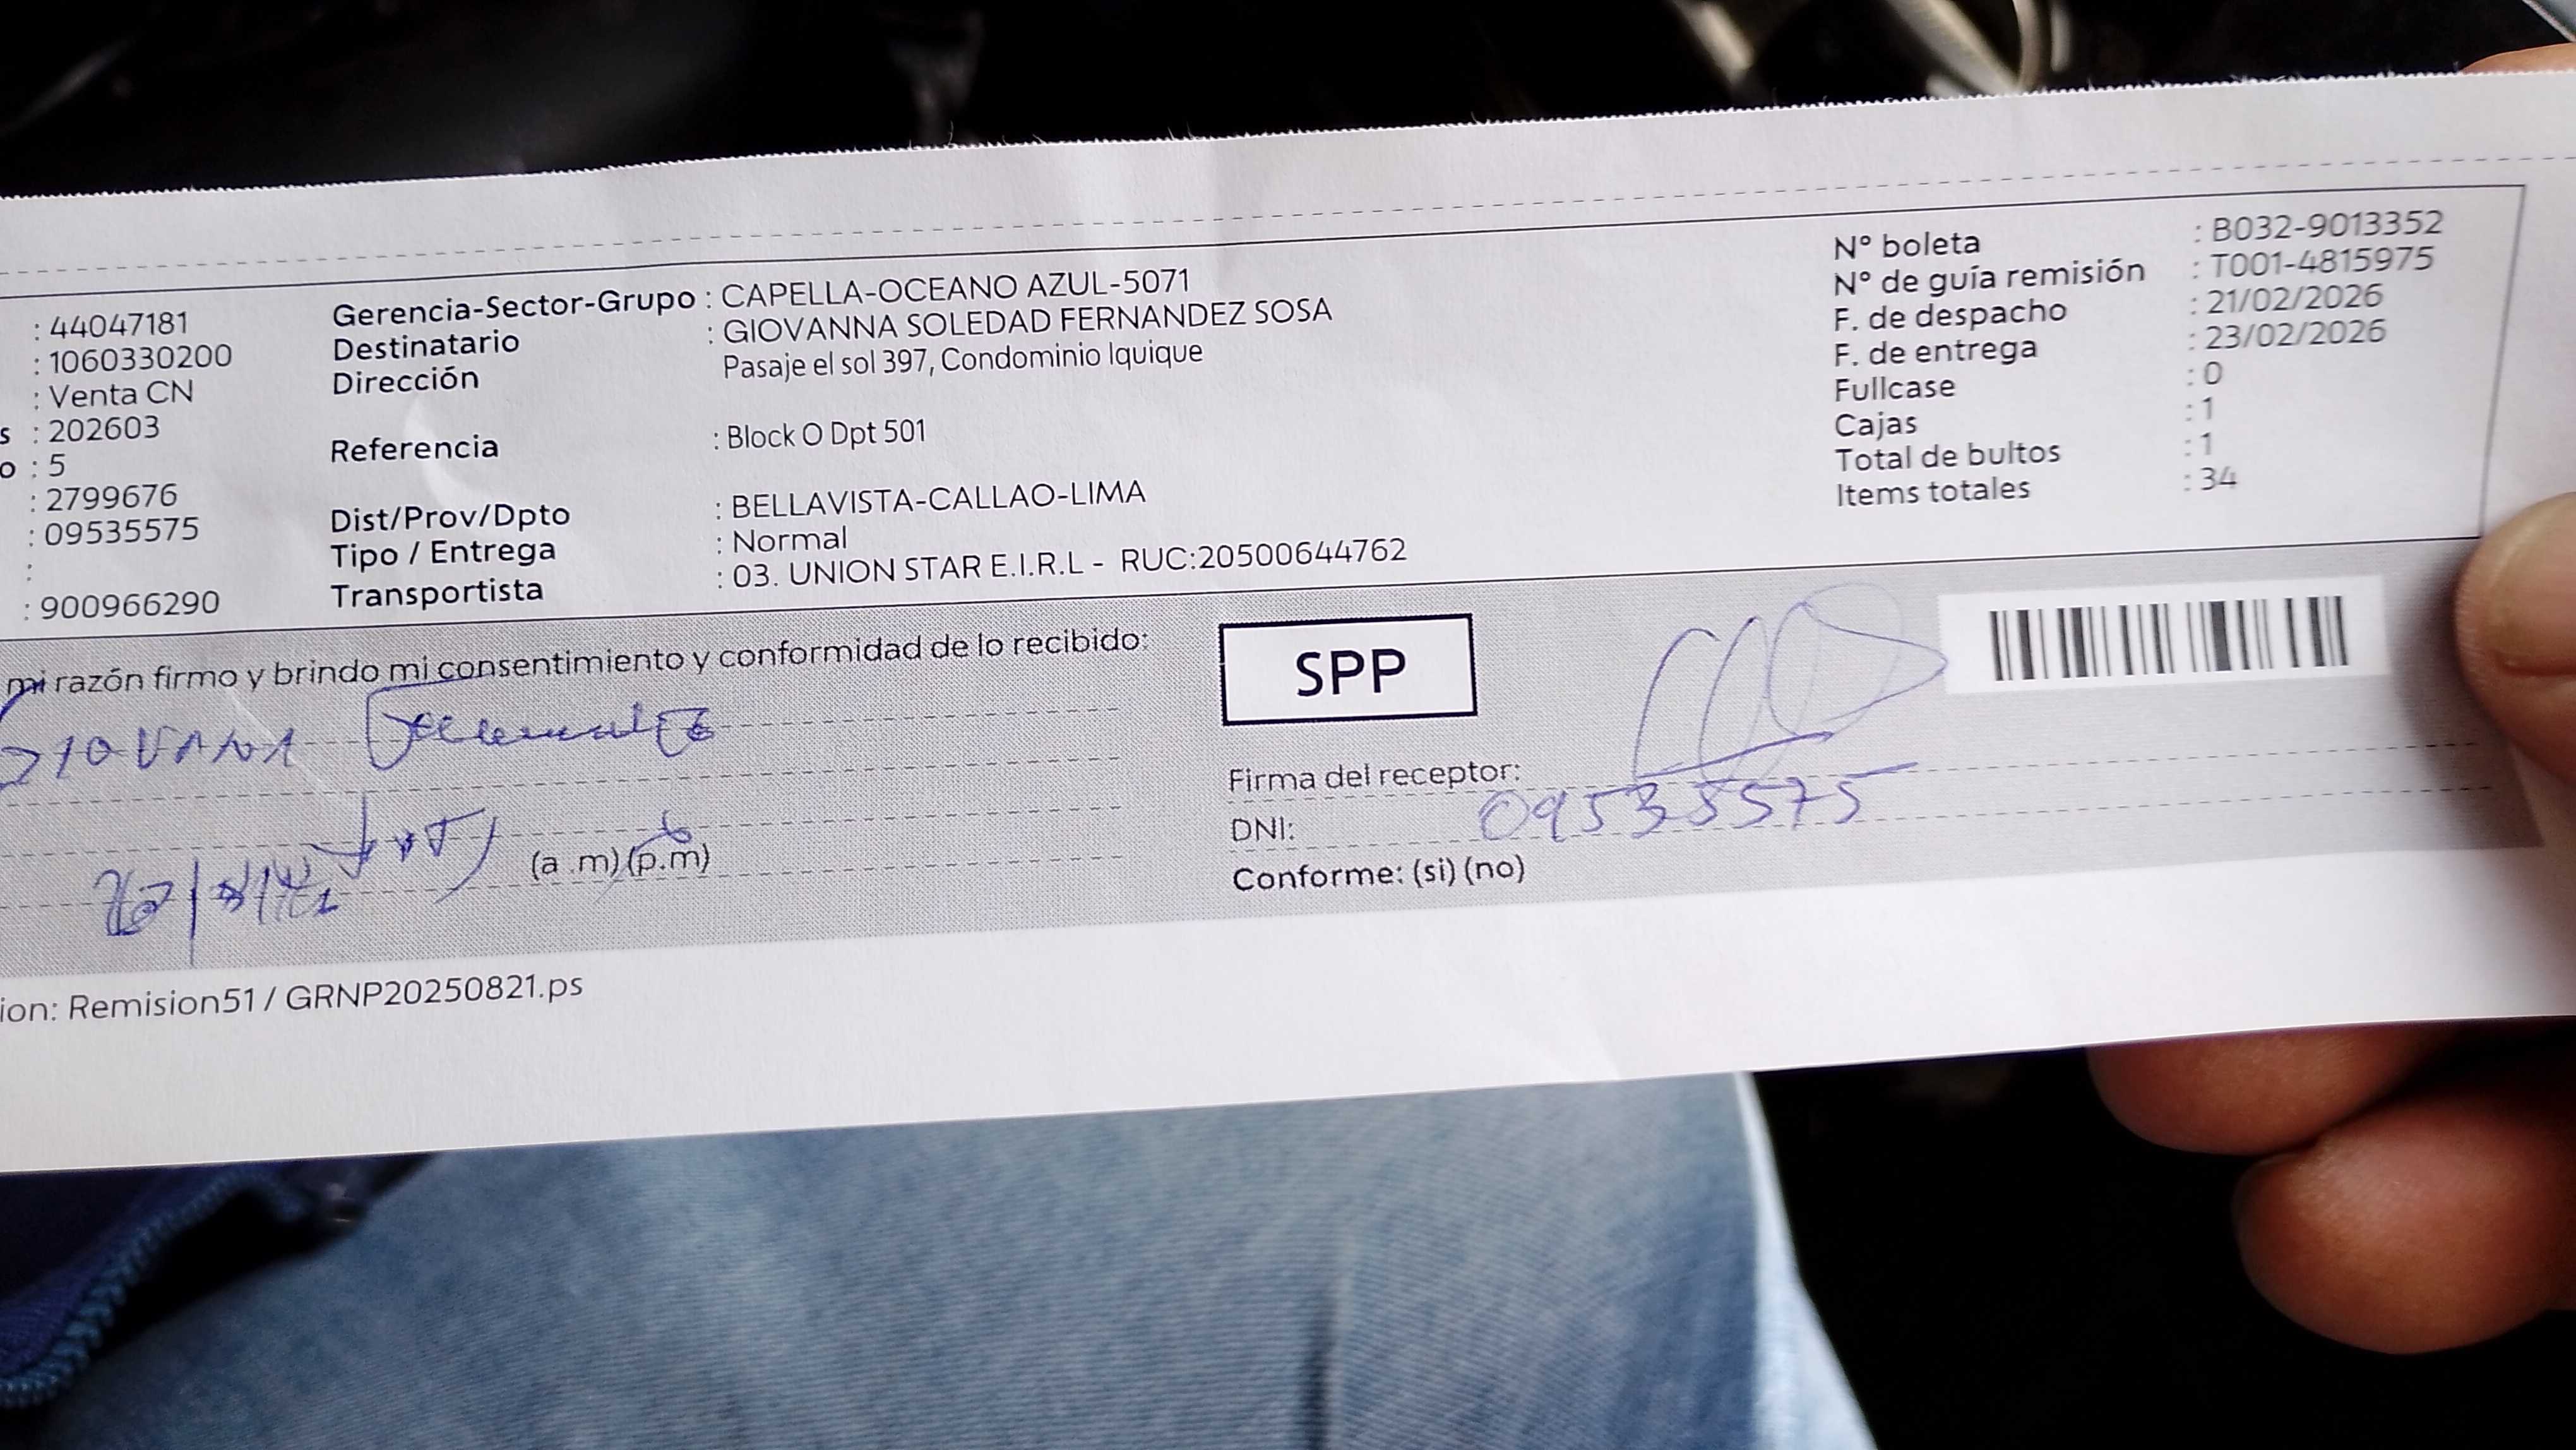 : 44047181
: 1060330200
: Venta CN
s : 202603
o : 5
: 2799676
: 09535575
:
: 900966290
Gerencia-Sector-Grupo : CAPELLA-OCEANO AZUL-5071
Destinatario : GIOVANNA SOLEDAD FERNANDEZ SOSA
Dirección Pasaje el sol 397, Condominio Iquique
Referencia : Block O Dpt 501
Dist/Prov/Dpto : BELLAVISTA-CALLAO-LIMA
Tipo / Entrega : Normal
Transportista : 03. UNION STAR E.I.R.L - RUC:20500644762
N° boleta : B032-9013352
N° de guía remisión : T001-4815975
F. de despacho : 21/02/2026
F. de entrega : 23/02/2026
Fullcase : 0
Cajas : 1
Total de bultos : 1
Items totales : 34
mi razón firmo y brindo mi consentimiento y conformidad de lo recibido:
(a .m) (p.m)
SPP
Firma del receptor:
DNI: 09535575
Conforme: (si) (no)
ion: Remision51 / GRNP20250821.ps